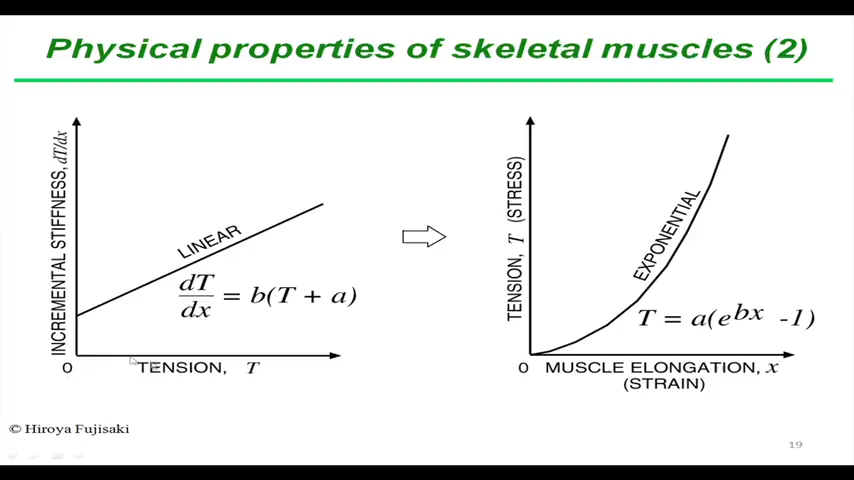 Physical properties of skeletal muscles (2)
INCREMENTAL STIFFNESS, dT/dx
LINEAR
dT/dx = b(T + a)
0 TENSION, T
TENSION, T (STRESS)
EXPONENTIAL
T = a(e^bx -1)
0 MUSCLE ELONGATION, x
(STRAIN)
© Hiroya Fujisaki
19